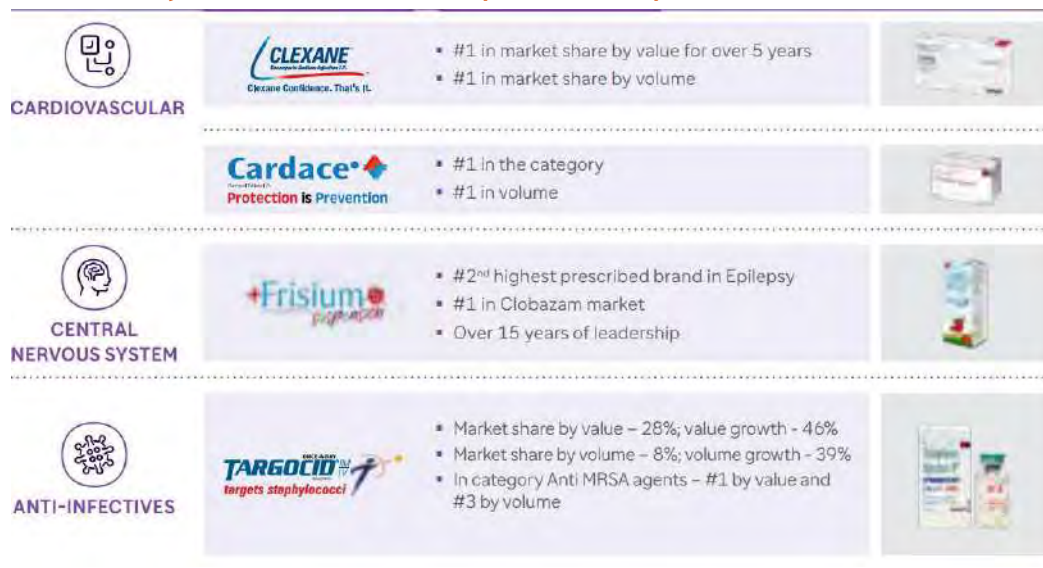 CARDIOVASCULAR
CLEXANE
Clexane Confidence. That's It.
▪ #1 in market share by value for over 5 years
▪ #1 in market share by volume
Cardace
Protection is Prevention
▪ #1 in the category
▪ #1 in volume
CENTRAL
NERVOUS SYSTEM
+Frisium
suspension
▪ #2nd highest prescribed brand in Epilepsy
▪ #1 in Clobazam market
▪ Over 15 years of leadership
ANTI-INFECTIVES
TARGOCID
targets staphylococci
▪ Market share by value – 28%; value growth - 46%
▪ Market share by volume – 8%; volume growth - 39%
▪ In category Anti MRSA agents – #1 by value and
#3 by volume